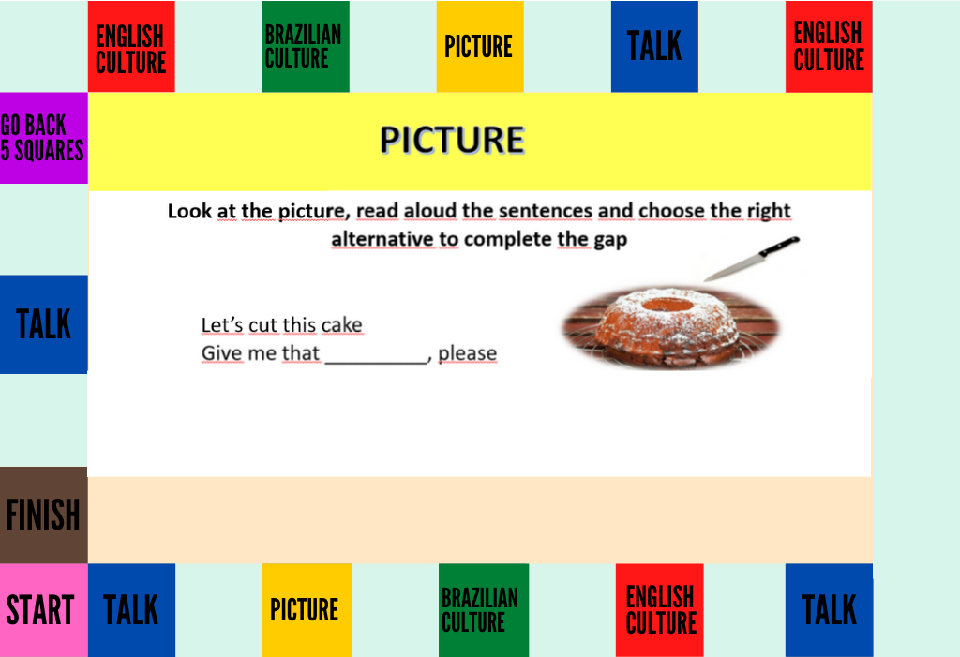 ENGLISH
CULTURE
BRAZILIAN
CULTURE
PICTURE
TALK
ENGLISH
CULTURE
GO BACK
5 SQUARES
PICTURE
Look at the picture, read aloud the sentences and choose the right
alternative to complete the gap
TALK
Let's cut this cake
Give me that _________, please
FINISH
START
TALK
PICTURE
BRAZILIAN
CULTURE
ENGLISH
CULTURE
TALK